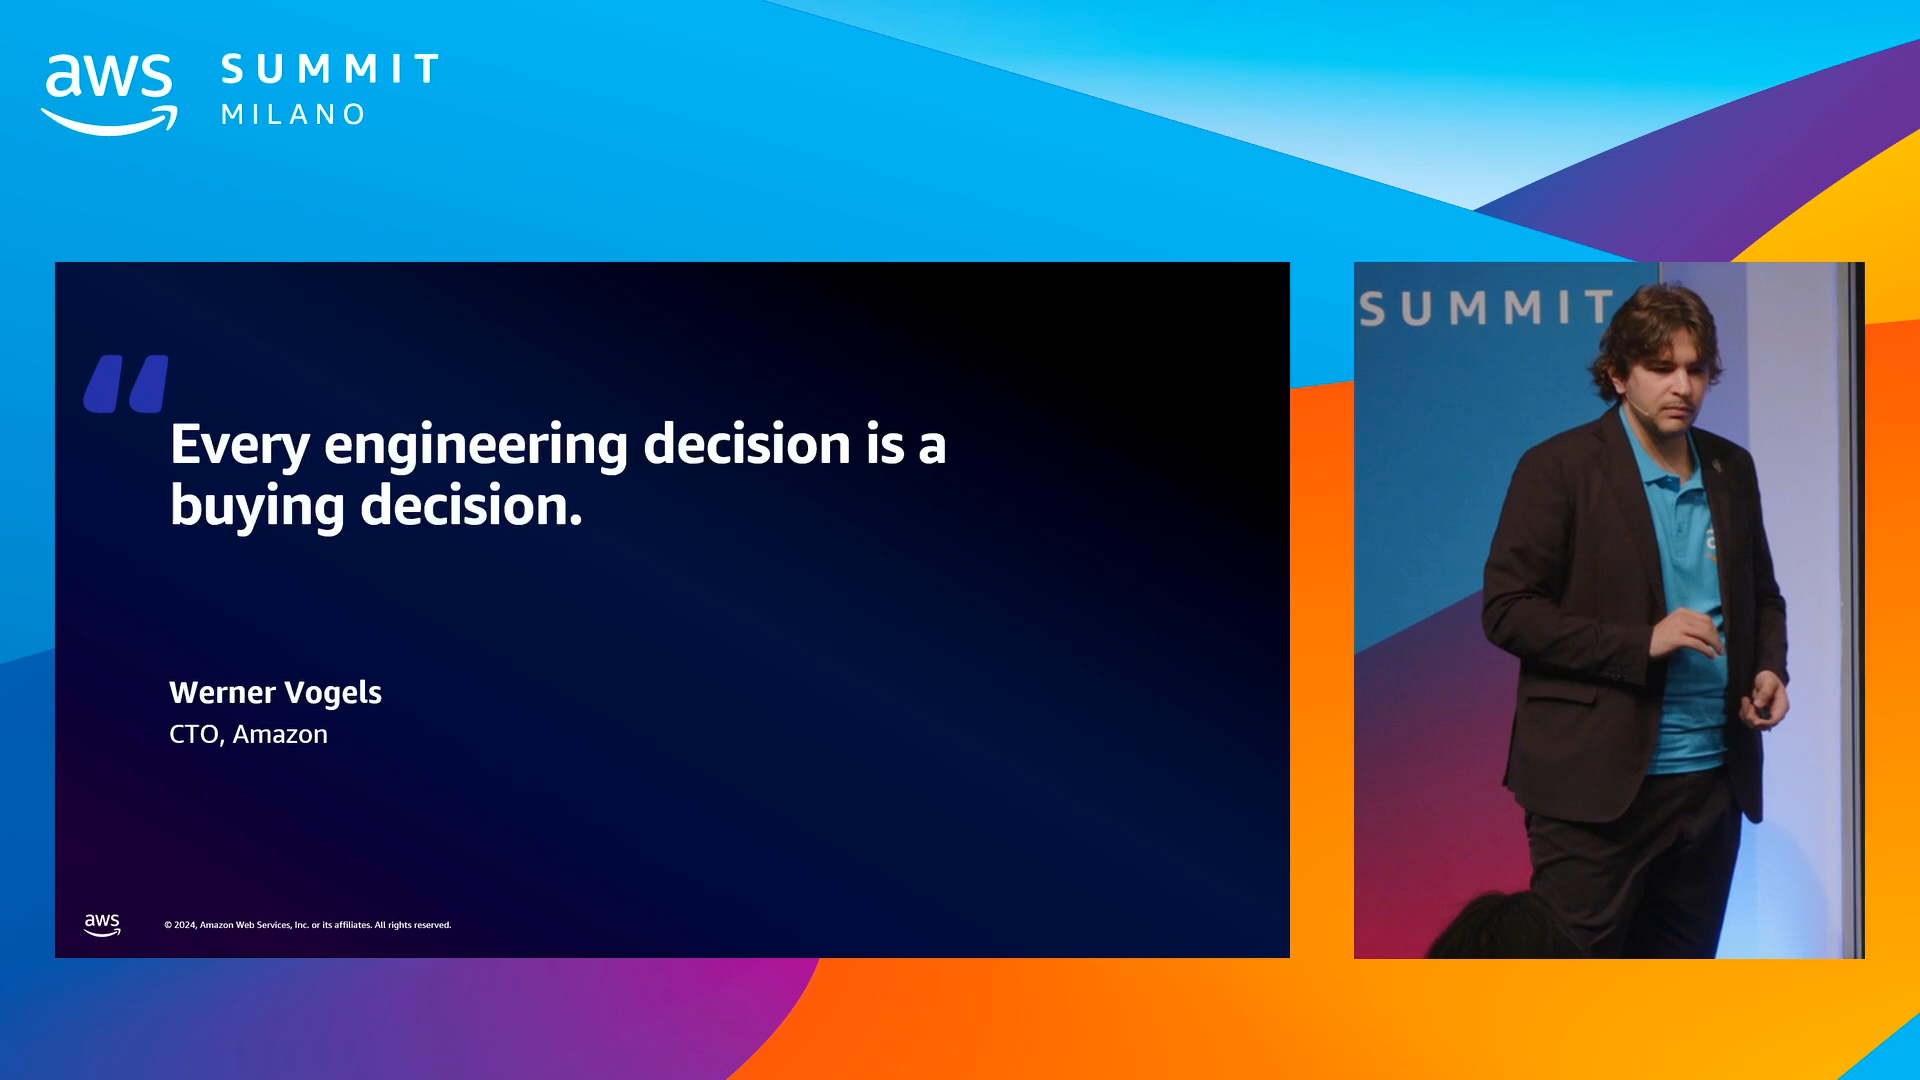 aws
SUMMIT
MILANO
SUMMIT
Every engineering decision is a
buying decision.
Werner Vogels
CTO, Amazon
aws
© 2024, Amazon Web Services, Inc. or its affiliates. All rights reserved.